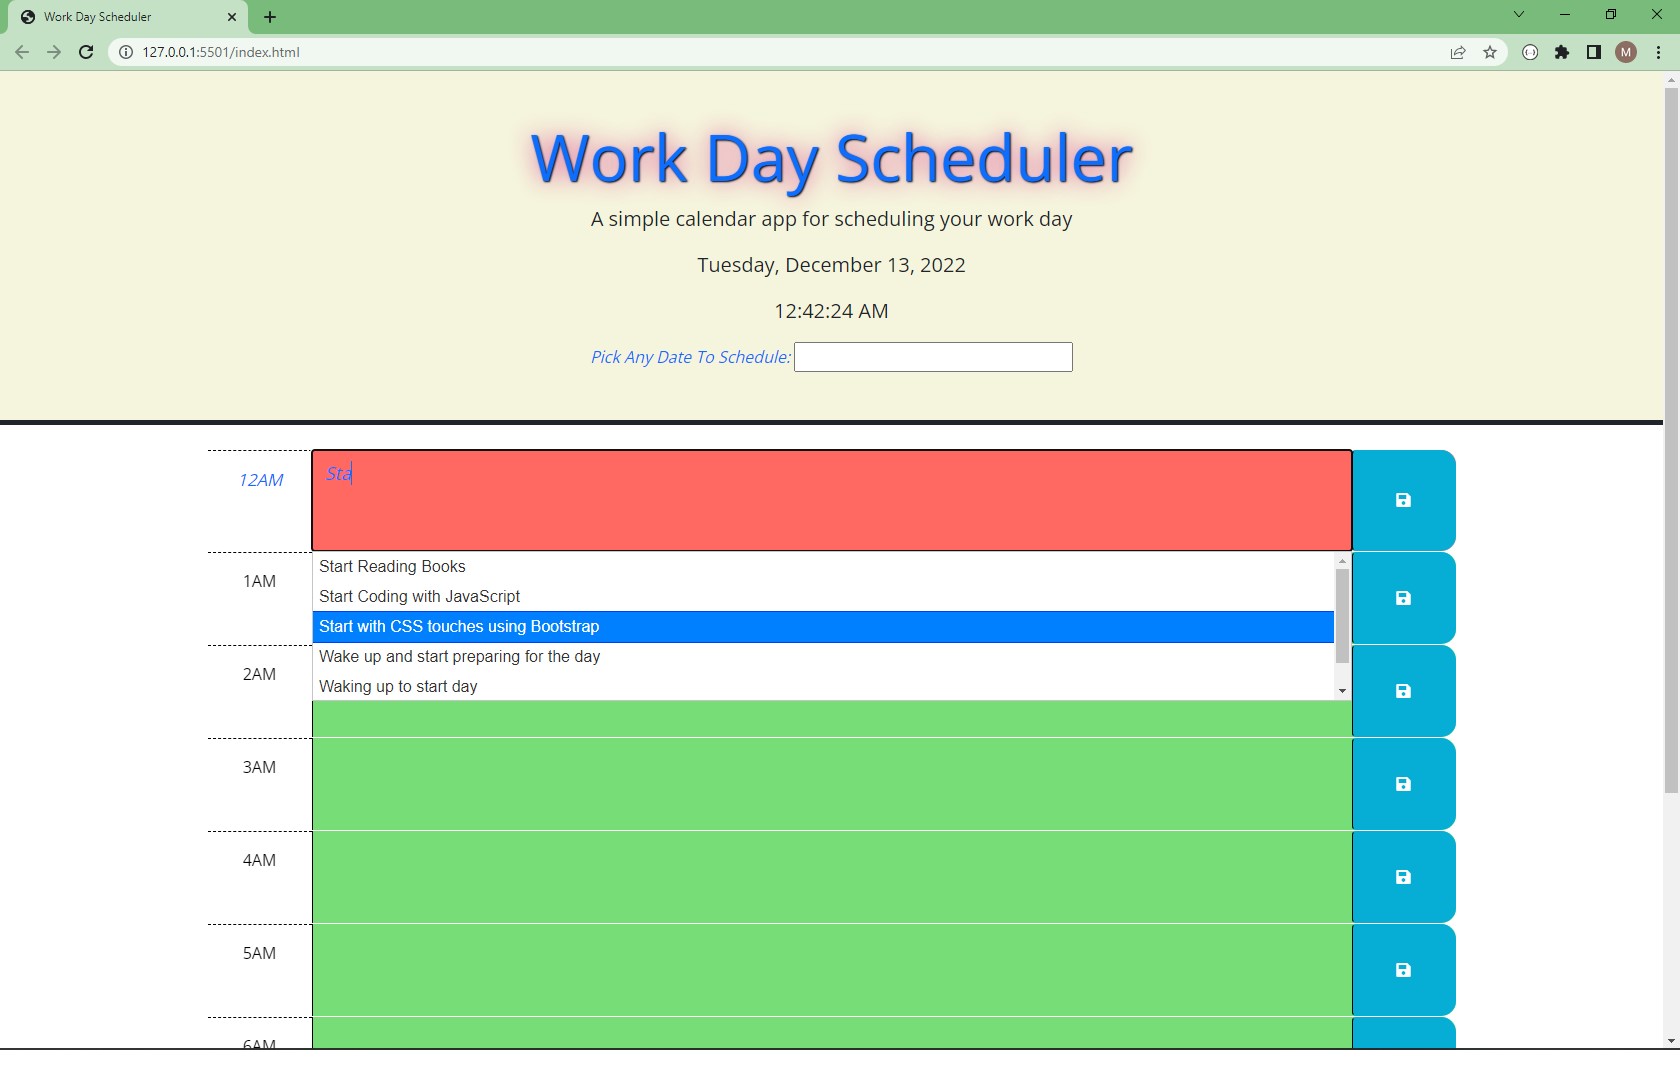 Work Day Scheduler
127.0.0.1:5501/index.html
M
Work Day Scheduler
A simple calendar app for scheduling your work day
Tuesday, December 13, 2022
12:42:24 AM
Pick Any Date To Schedule:
12AM
Sta
Start Reading Books
1AM
Start Coding with JavaScript
Start with CSS touches using Bootstrap
Wake up and start preparing for the day
2AM
Waking up to start day
3AM
4AM
5AM
6AM